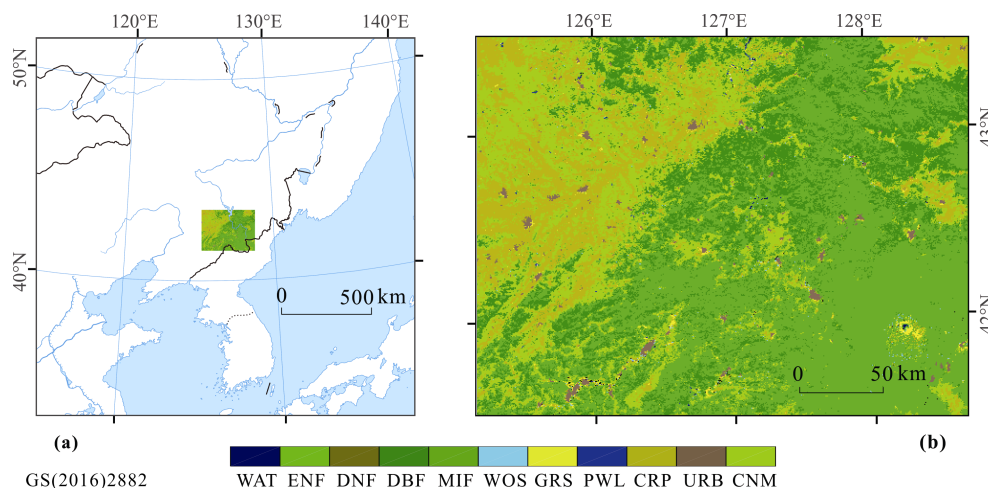 120°E 130°E 140°E
126°E 127°E 128°E
50°N
40°N
43°N
42°N
0 500 km
0 50 km
(a)
(b)
GS(2016)2882
WAT ENF DNF DBF MIF WOS GRS PWL CRP URB CNM